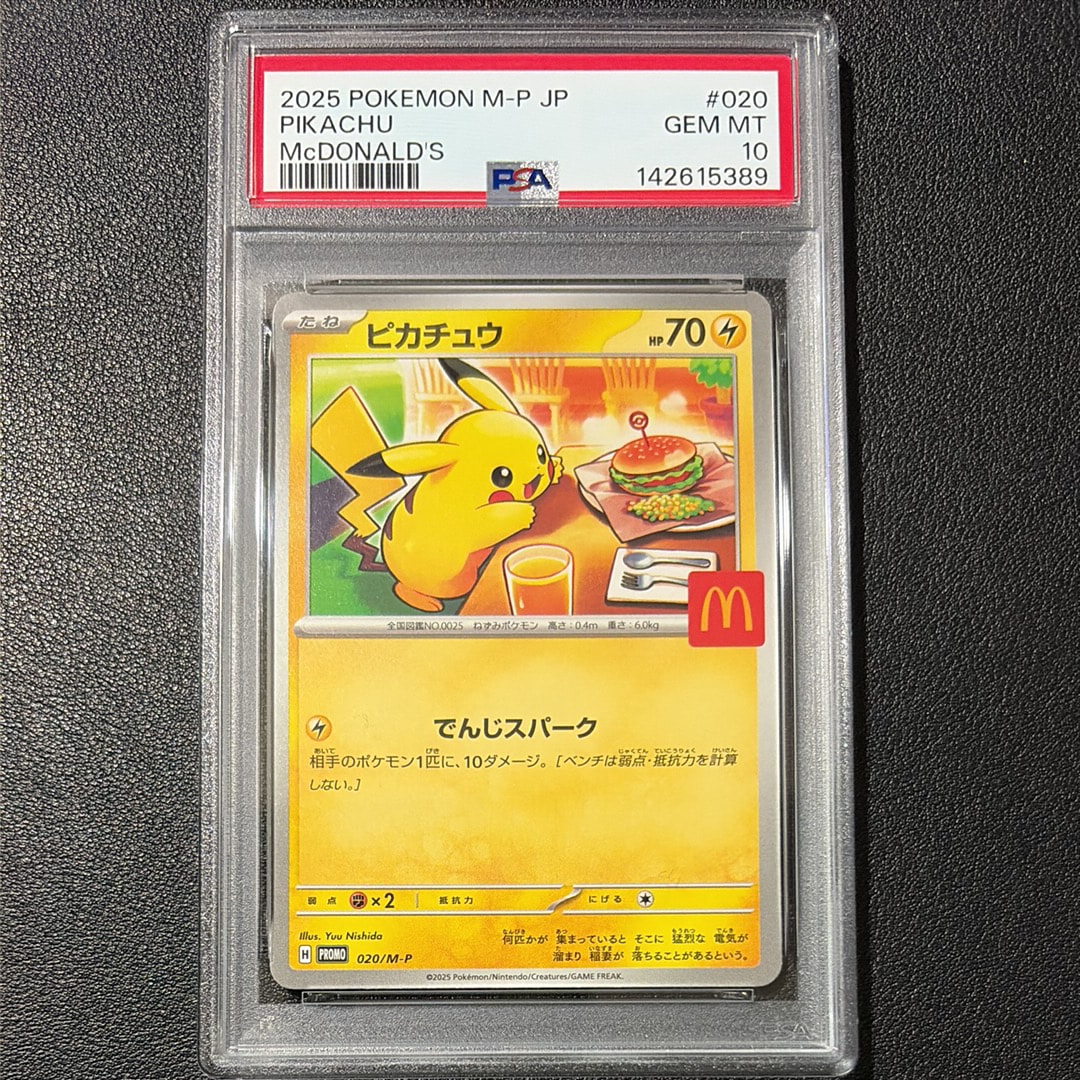 2025 POKEMON M-P JP #020
PIKACHU GEM MT
McDONALD'S 10
PSA 142615389
たね ピカチュウ HP70
M
全国図鑑NO.0025 ねずみポケモン 高さ:0.4m 重さ:6.0kg
でんじスパーク
相手のポケモン1匹に、10ダメージ。[ベンチは弱点・抵抗力を計算
しない。]
弱点 ×2 抵抗力 にげる
Illus. Yuu Nishida
何匹かが 集まっていると そこに 猛烈な 電気が
溜まり 稲妻が 落ちることがあるという。
H PROMO 020/M-P
©2025 Pokémon/Nintendo/Creatures/GAME FREAK.